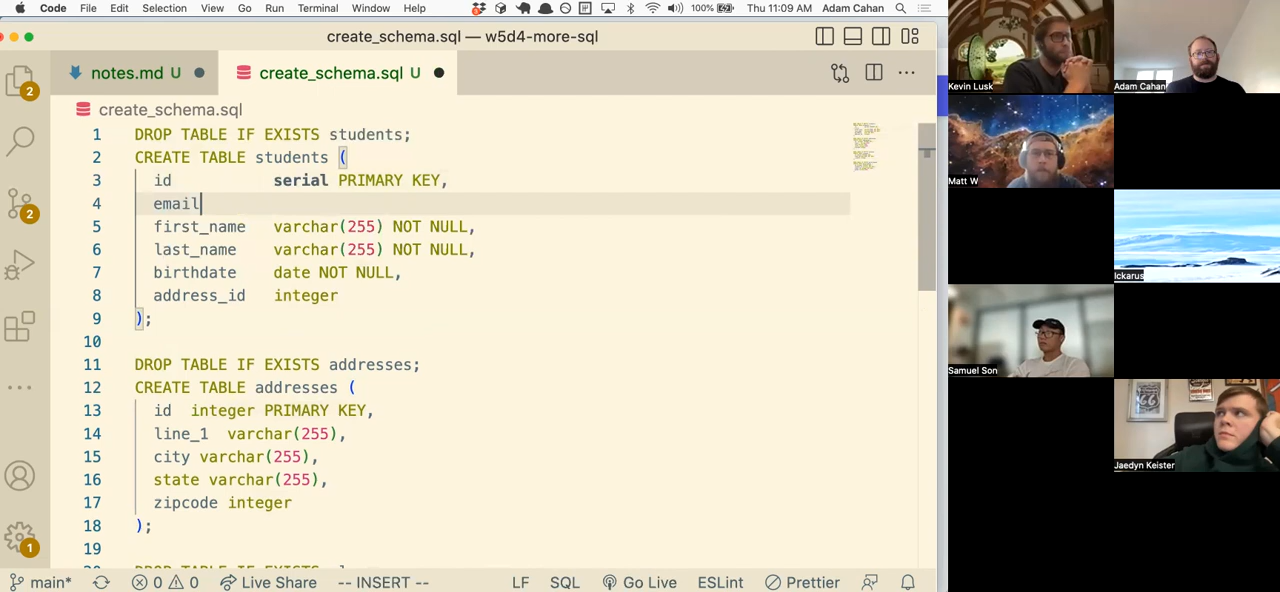 Code File Edit Selection View Go Run Terminal Window Help 100% Thu 11:09 AM Adam Cahan
create_schema.sql — w5d4-more-sql
notes.md U create_schema.sql U
create_schema.sql
1 DROP TABLE IF EXISTS students;
2 CREATE TABLE students (
3 id serial PRIMARY KEY,
4 email
5 first_name varchar(255) NOT NULL,
6 last_name varchar(255) NOT NULL,
7 birthdate date NOT NULL,
8 address_id integer
9 );
10
11 DROP TABLE IF EXISTS addresses;
12 CREATE TABLE addresses (
13 id integer PRIMARY KEY,
14 line_1 varchar(255),
15 city varchar(255),
16 state varchar(255),
17 zipcode integer
18 );
19
2
2
1
main* 0 0 Live Share -- INSERT -- LF SQL Go Live ESLint Prettier
Kevin Lusk
Adam Cahan
Matt W
Ickarus
Samuel Son
66
Jaedyn Keister